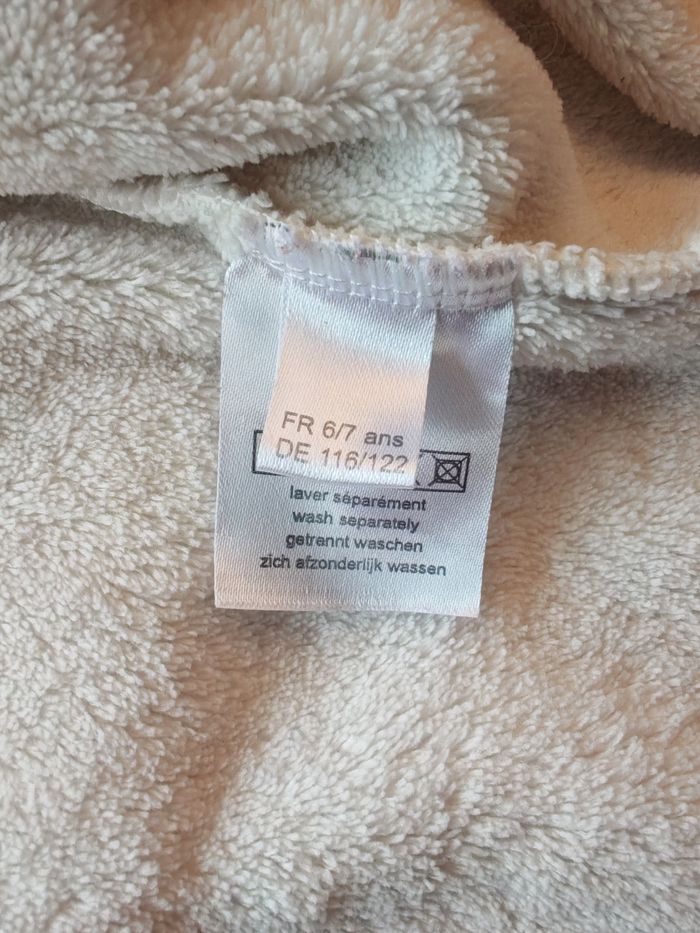 FR 6/7 ans
DE 116/122
laver séparément
wash separately
getrennt waschen
zich afzonderlijk wassen